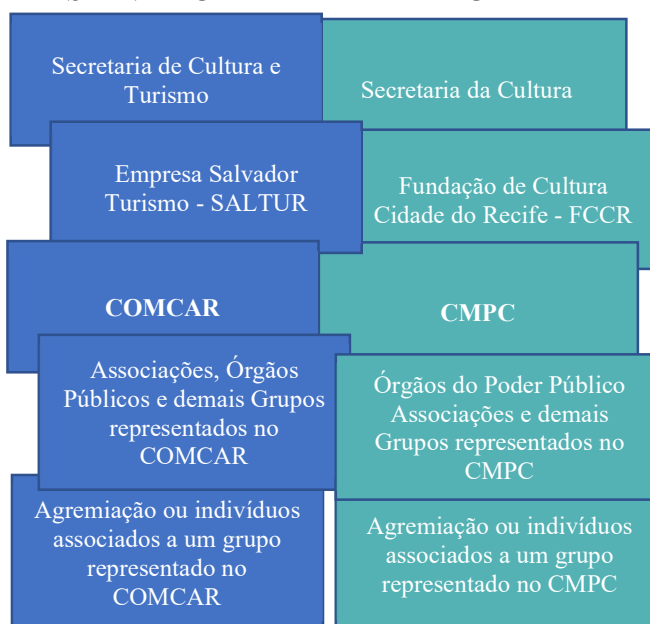 Secretaria de Cultura e
Turismo
Secretaria da Cultura
Empresa Salvador
Turismo - SALTUR
Fundação de Cultura
Cidade do Recife - FCCR
COMCAR
CMPC
Associações, Órgãos
Públicos e demais Grupos
representados no
COMCAR
Órgãos do Poder Público
Associações e demais
Grupos representados no
CMPC
Agremiação ou indivíduos
associados a um grupo
representado no
COMCAR
Agremiação ou indivíduos
associados a um grupo
representado no CMPC